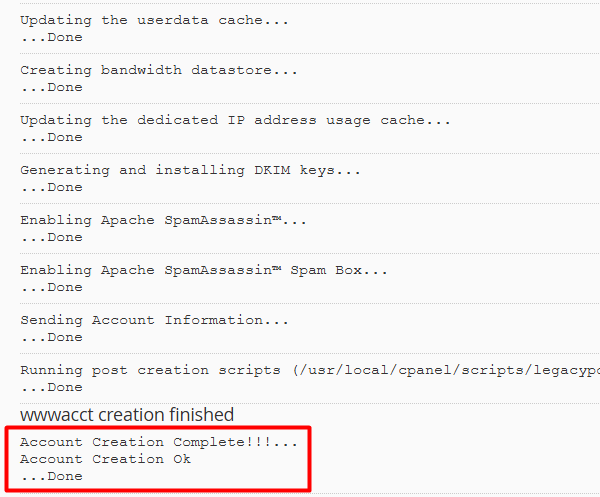 Updating the userdata cache...
...Done
Creating bandwidth datastore...
...Done
Updating the dedicated IP address usage cache...
...Done
Generating and installing DKIM keys...
...Done
Enabling Apache SpamAssassin™...
...Done
Enabling Apache SpamAssassin™ Spam Box...
...Done
Sending Account Information...
...Done
Running post creation scripts (/usr/local/cpanel/scripts/legacypo
...Done
wwwacct creation finished
Account Creation Complete!!!...
Account Creation Ok
...Done